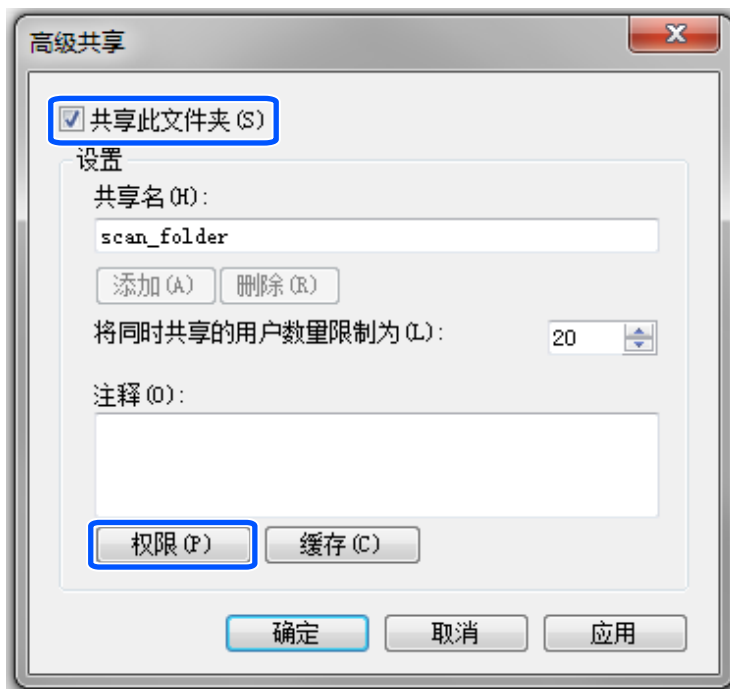 高级共享
共享此文件夹(S)
设置
共享名(H):
scan_folder
添加(A) 删除(R)
将同时共享的用户数量限制为(L): 20
注释(O):
权限(P) 缓存(C)
确定 取消 应用